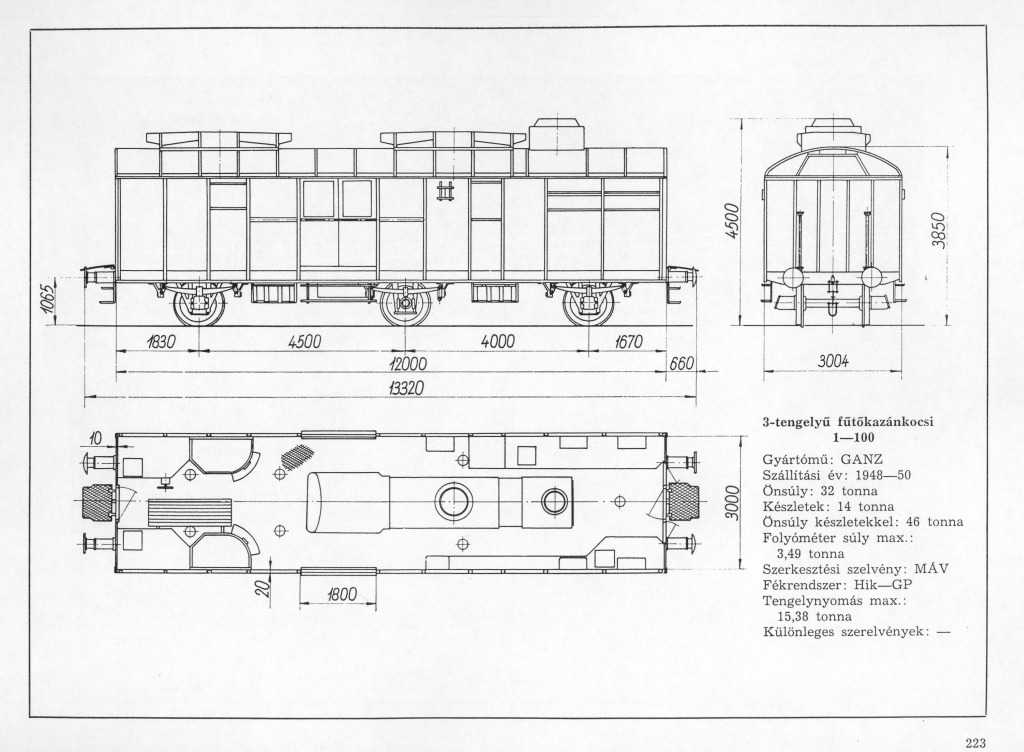 4500
3850
1065
1830
4500
4000
1670
12000
660
3004
13320
3-tengelyű fűtőkazánkocsi
1—100
10
Gyártómű: GANZ
Szállítási év: 1948—50
Önsúly: 32 tonna
Készletek: 14 tonna
3000
Önsúly készletekkel: 46 tonna
Folyóméter súly max.:
3,49 tonna
Szerkesztési szelvény: MÁV
Fékrendszer: Hik—GP
20
1800
Tengelynyomás max.:
15,38 tonna
Különleges szerelvények: —
223